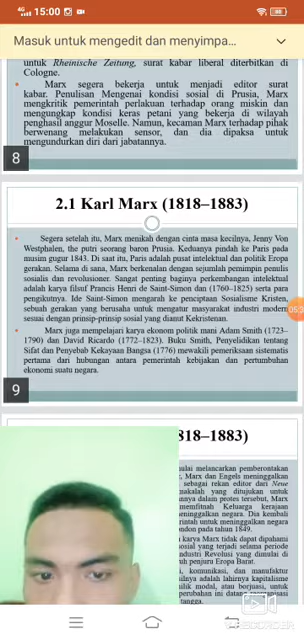 4G 15:00
Masuk untuk mengedit dan menyimpa...
untuk Rheinische Zeitung, surat kabar liberal diterbitkan di
Cologne.
• Marx segera bekerja untuk menjadi editor surat
kabar. Penulisan Mengenai kondisi sosial di Prusia, Marx
mengkritik pemerintah perlakuan terhadap orang miskin dan
mengungkap kondisi keras petani yang bekerja di wilayah
penghasil anggur Moselle. Namun, kecaman Marx terhadap pihak
berwenang melakukan sensor, dan dia dipaksa untuk
mengundurkan diri dari jabatannya.
8
2.1 Karl Marx (1818–1883)
• Segera setelah itu, Marx menikah dengan cinta masa kecilnya, Jenny Von
Westphalen, the putri seorang baron Prusia. Keduanya pindah ke Paris pada
musim gugur 1843. Di saat itu, Paris adalah pusat intelektual dan politik Eropa
gerakan. Selama di sana, Marx berkenalan dengan sejumlah pemimpin penulis
sosialis dan revolusioner. Sangat penting baginya perkembangan intelektual
adalah karya filsuf Prancis Henri de Saint-Simon dan (1760–1825) serta para
pengikutnya. Ide Saint-Simon mengarah ke penciptaan Sosialisme Kristen,
sebuah gerakan yang berusaha untuk mengatur masyarakat industri modern
sesuai dengan prinsip-prinsip sosial yang dianut Kekristenan.
• Marx juga mempelajari karya ekonom politik mani Adam Smith (1723–
1790) dan David Ricardo (1772–1823). Buku Smith, Penyelidikan tentang
Sifat dan Penyebab Kekayaan Bangsa (1776) mewakili pemeriksaan sistematis
pertama dari hubungan antara pemerintah kebijakan dan pertumbuhan
ekonomi suatu negara.
9
818–1883)
mulai melancarkan pemberontakan
Marx dan Engels meninggalkan
sebagai rekan editor dari Neue
makalah yang ditujukan untuk
annya dalam protes tersebut, Marx
memfitnah Keluarga kerajaan
meninggalkan negara. Dia kembali
rintah untuk meninggalkan negara
ondon pada tahun 1849.
karya Marx tidak dapat dipahami
sosial yang terjadi selama periode
dustri Revolusi yang dimulai di
uh penjuru Eropa Barat.
i, komunikasi, dan manufaktur
ilnya adalah lahirnya kapitalisme
ilik modal, atau borjuasi, untuk
tangga.